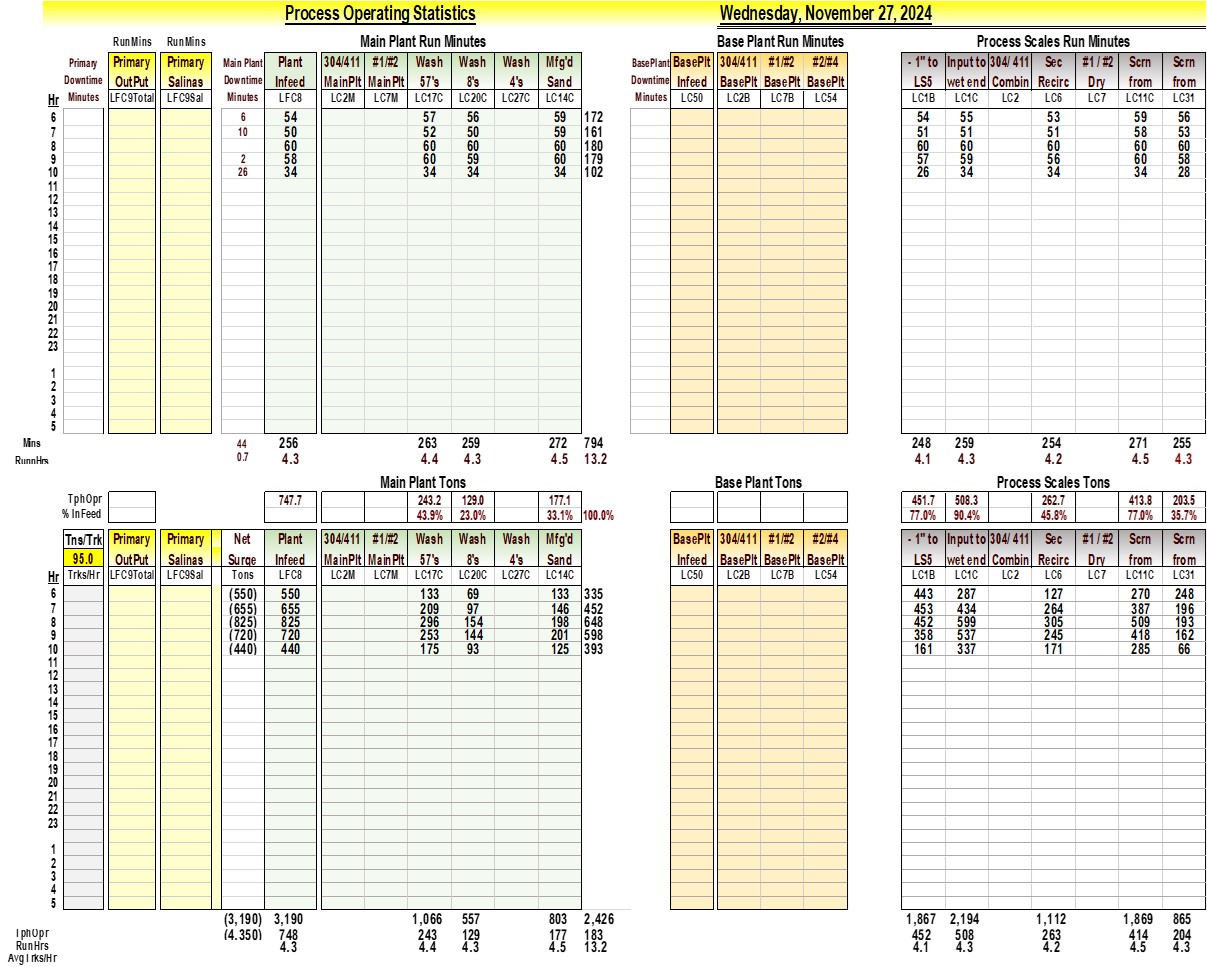 Process Operating Statistics Wednesday, November 27, 2024
RunMins RunMins Main Plant Run Minutes Base Plant Run Minutes Process Scales Run Minutes
Primary Primary Primary Main Plant Plant 304/411 #1/#2 Wash Wash Wash Mfg'd BasePlant BasePlt 304/411 #1/#2 #2/#4 - 1" to Input to 304/ 411 Sec #1 / #2 Scrn Scrn
Downtime OutPut Salinas Downtime Infeed MainPlt MainPlt 57's 8's 4's Sand Downtime Infeed BasePlt BasePlt BasePlt LS5 wet end Combin Recirc Dry from from
Hr Minutes LFC9Total LFC9Sal Minutes LFC8 LC2M LC7M LC17C LC20C LC27C LC14C Minutes LC50 LC2B LC7B LC54 LC1B LC1C LC2 LC6 LC7 LC11C LC31
6 6 54 57 56 59 172 54 55 53 59 56
7 10 50 52 50 59 161 51 51 51 58 53
8 60 60 60 60 180 60 60 60 60 60
9 2 58 60 59 60 179 57 59 56 60 58
10 26 34 34 34 34 102 26 34 34 34 28
11
12
13
14
15
16
17
18
19
20
21
22
23
1
2
3
4
5
Mins 44 256 263 259 272 794 248 259 254 271 255
RunnHrs 0.7 4.3 4.4 4.3 4.5 13.2 4.1 4.3 4.2 4.5 4.3
Main Plant Tons Base Plant Tons Process Scales Tons
TphOpr 747.7 243.2 129.0 177.1 451.7 508.3 262.7 413.8 203.5
% InFeed 43.9% 23.0% 33.1% 100.0% 77.0% 90.4% 45.8% 77.0% 35.7%
Tns/Trk Primary Primary Net Plant 304/411 #1/#2 Wash Wash Wash Mfg'd BasePlt 304/411 #1/#2 #2/#4 - 1" to Input to 304/ 411 Sec #1 / #2 Scrn Scrn
95.0 OutPut Salinas Surge Infeed MainPlt MainPlt 57's 8's 4's Sand Infeed BasePlt BasePlt BasePlt LS5 wet end Combin Recirc Dry from from
Hr Trks/Hr LFC9Total LFC9Sal Tons LFC8 LC2M LC7M LC17C LC20C LC27C LC14C LC50 LC2B LC7B LC54 LC1B LC1C LC2 LC6 LC7 LC11C LC31
6 (550) 550 133 69 133 335 443 287 127 270 248
7 (655) 655 209 97 146 452 453 434 264 387 196
8 (825) 825 296 154 198 648 452 599 305 509 193
9 (720) 720 253 144 201 598 358 537 245 418 162
10 (440) 440 175 93 125 393 161 337 171 285 66
11
12
13
14
15
16
17
18
19
20
21
22
23
1
2
3
4
5
(3,190) 3,190 1,066 557 803 2,426 1,867 2,194 1,112 1,869 865
TphOpr (4.350) 748 243 129 177 183 452 508 263 414 204
RunHrs 4.3 4.4 4.3 4.5 13.2 4.1 4.3 4.2 4.5 4.3
AvgTrks/Hr